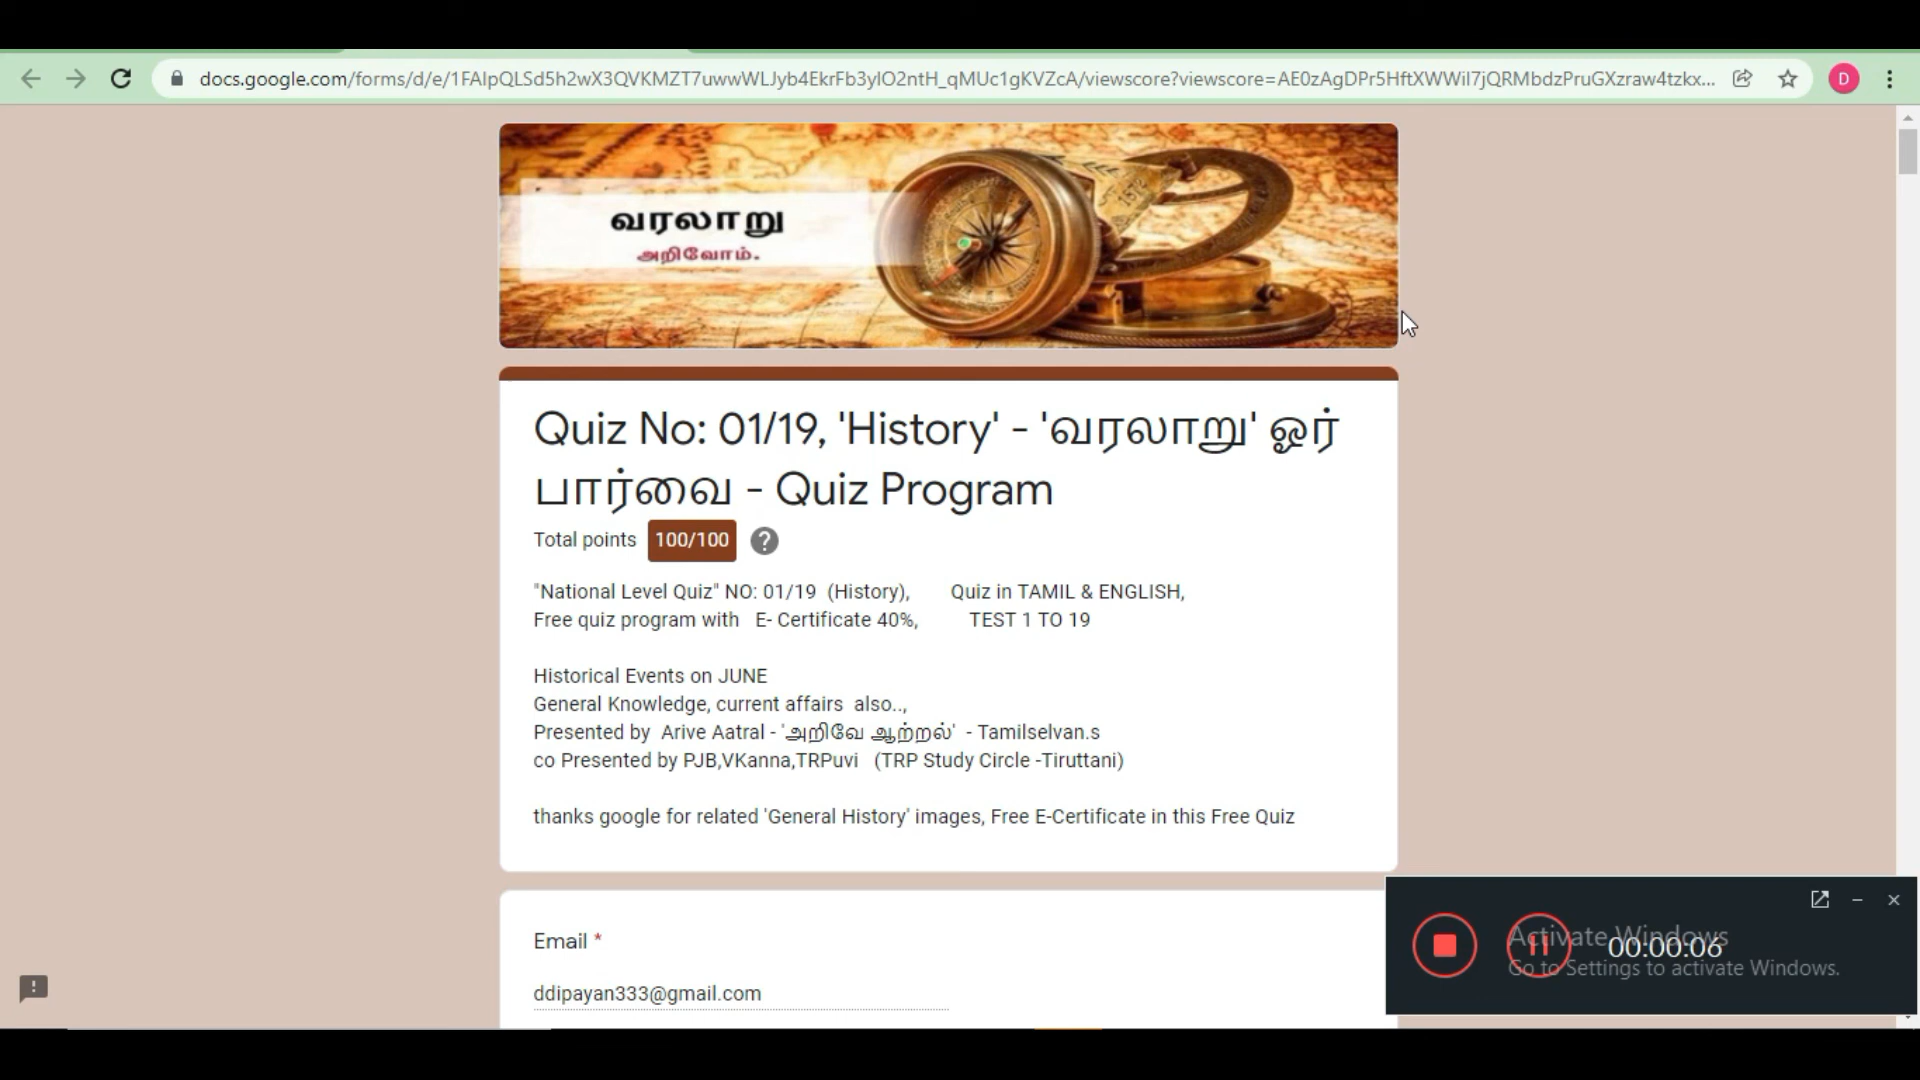 docs.google.com/forms/d/e/1FAIpQLSd5h2wX3QVKMZT7uwwWLJyb4EkrFb3ylO2ntH_qMUc1gKVZcA/viewscore?viewscore=AE0zAgDPr5HftXWWil7jQRMbdzPruGXzraw4tzkx...
D
வரலாறு
அறிவோம்.
1572
Quiz No: 01/19, 'History' - 'வரலாறு' ஓர்
பார்வை - Quiz Program
Total points 100/100 ?
"National Level Quiz" NO: 01/19 (History), Quiz in TAMIL & ENGLISH,
Free quiz program with E- Certificate 40%, TEST 1 TO 19
Historical Events on JUNE
General Knowledge, current affairs also..,
Presented by Arive Aatral - 'அறிவே ஆற்றல்' - Tamilselvan.s
co Presented by PJB,VKanna,TRPuvi (TRP Study Circle -Tiruttani)
thanks google for related 'General History' images, Free E-Certificate in this Free Quiz
Email *
ddipayan333@gmail.com
Activate Windows
00:00:06
Go to Settings to activate Windows.